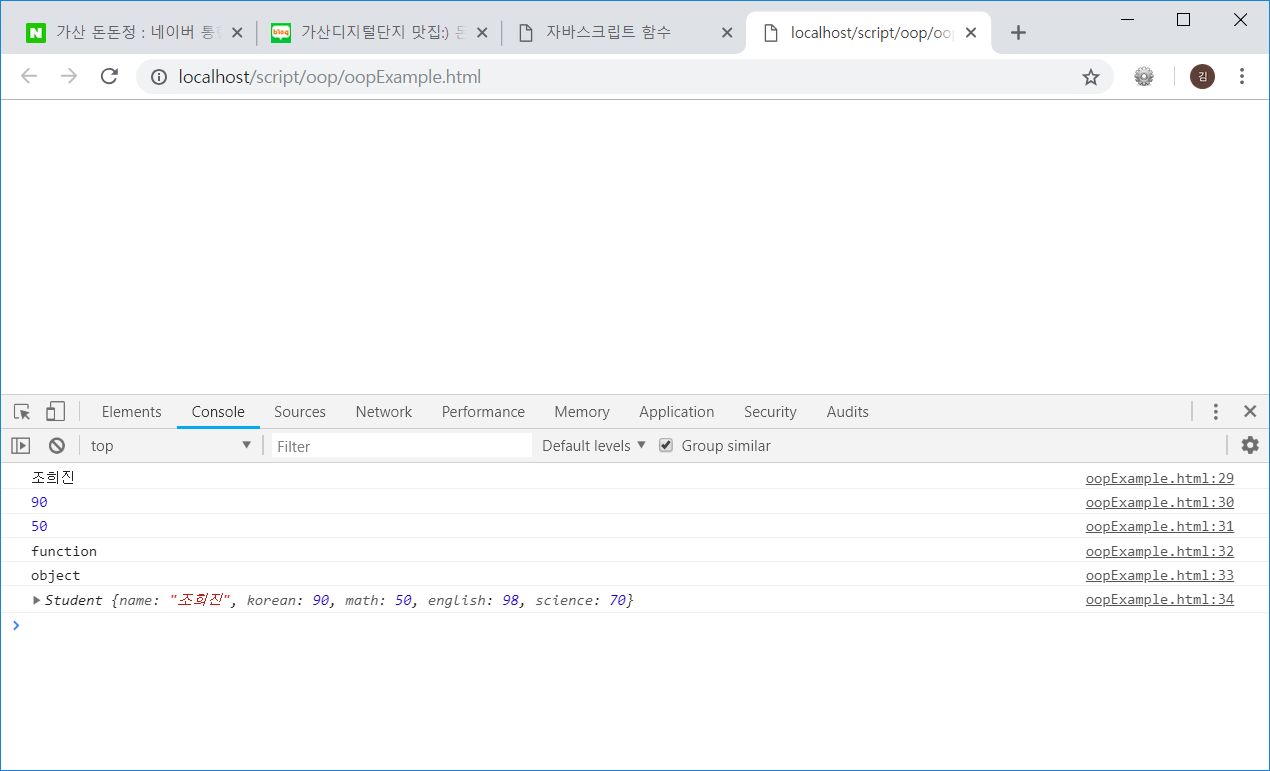 가산 돈돈정 : 네이버 통합
가산디지털단지 맛집:) 돈
자바스크립트 함수
localhost/script/oop/oop
localhost/script/oop/oopExample.html
김
Elements Console Sources Network Performance Memory Application Security Audits
top Filter Default levels Group similar
조희진 oopExample.html:29
90 oopExample.html:30
50 oopExample.html:31
function oopExample.html:32
object oopExample.html:33
Student {name: "조희진", korean: 90, math: 50, english: 98, science: 70} oopExample.html:34